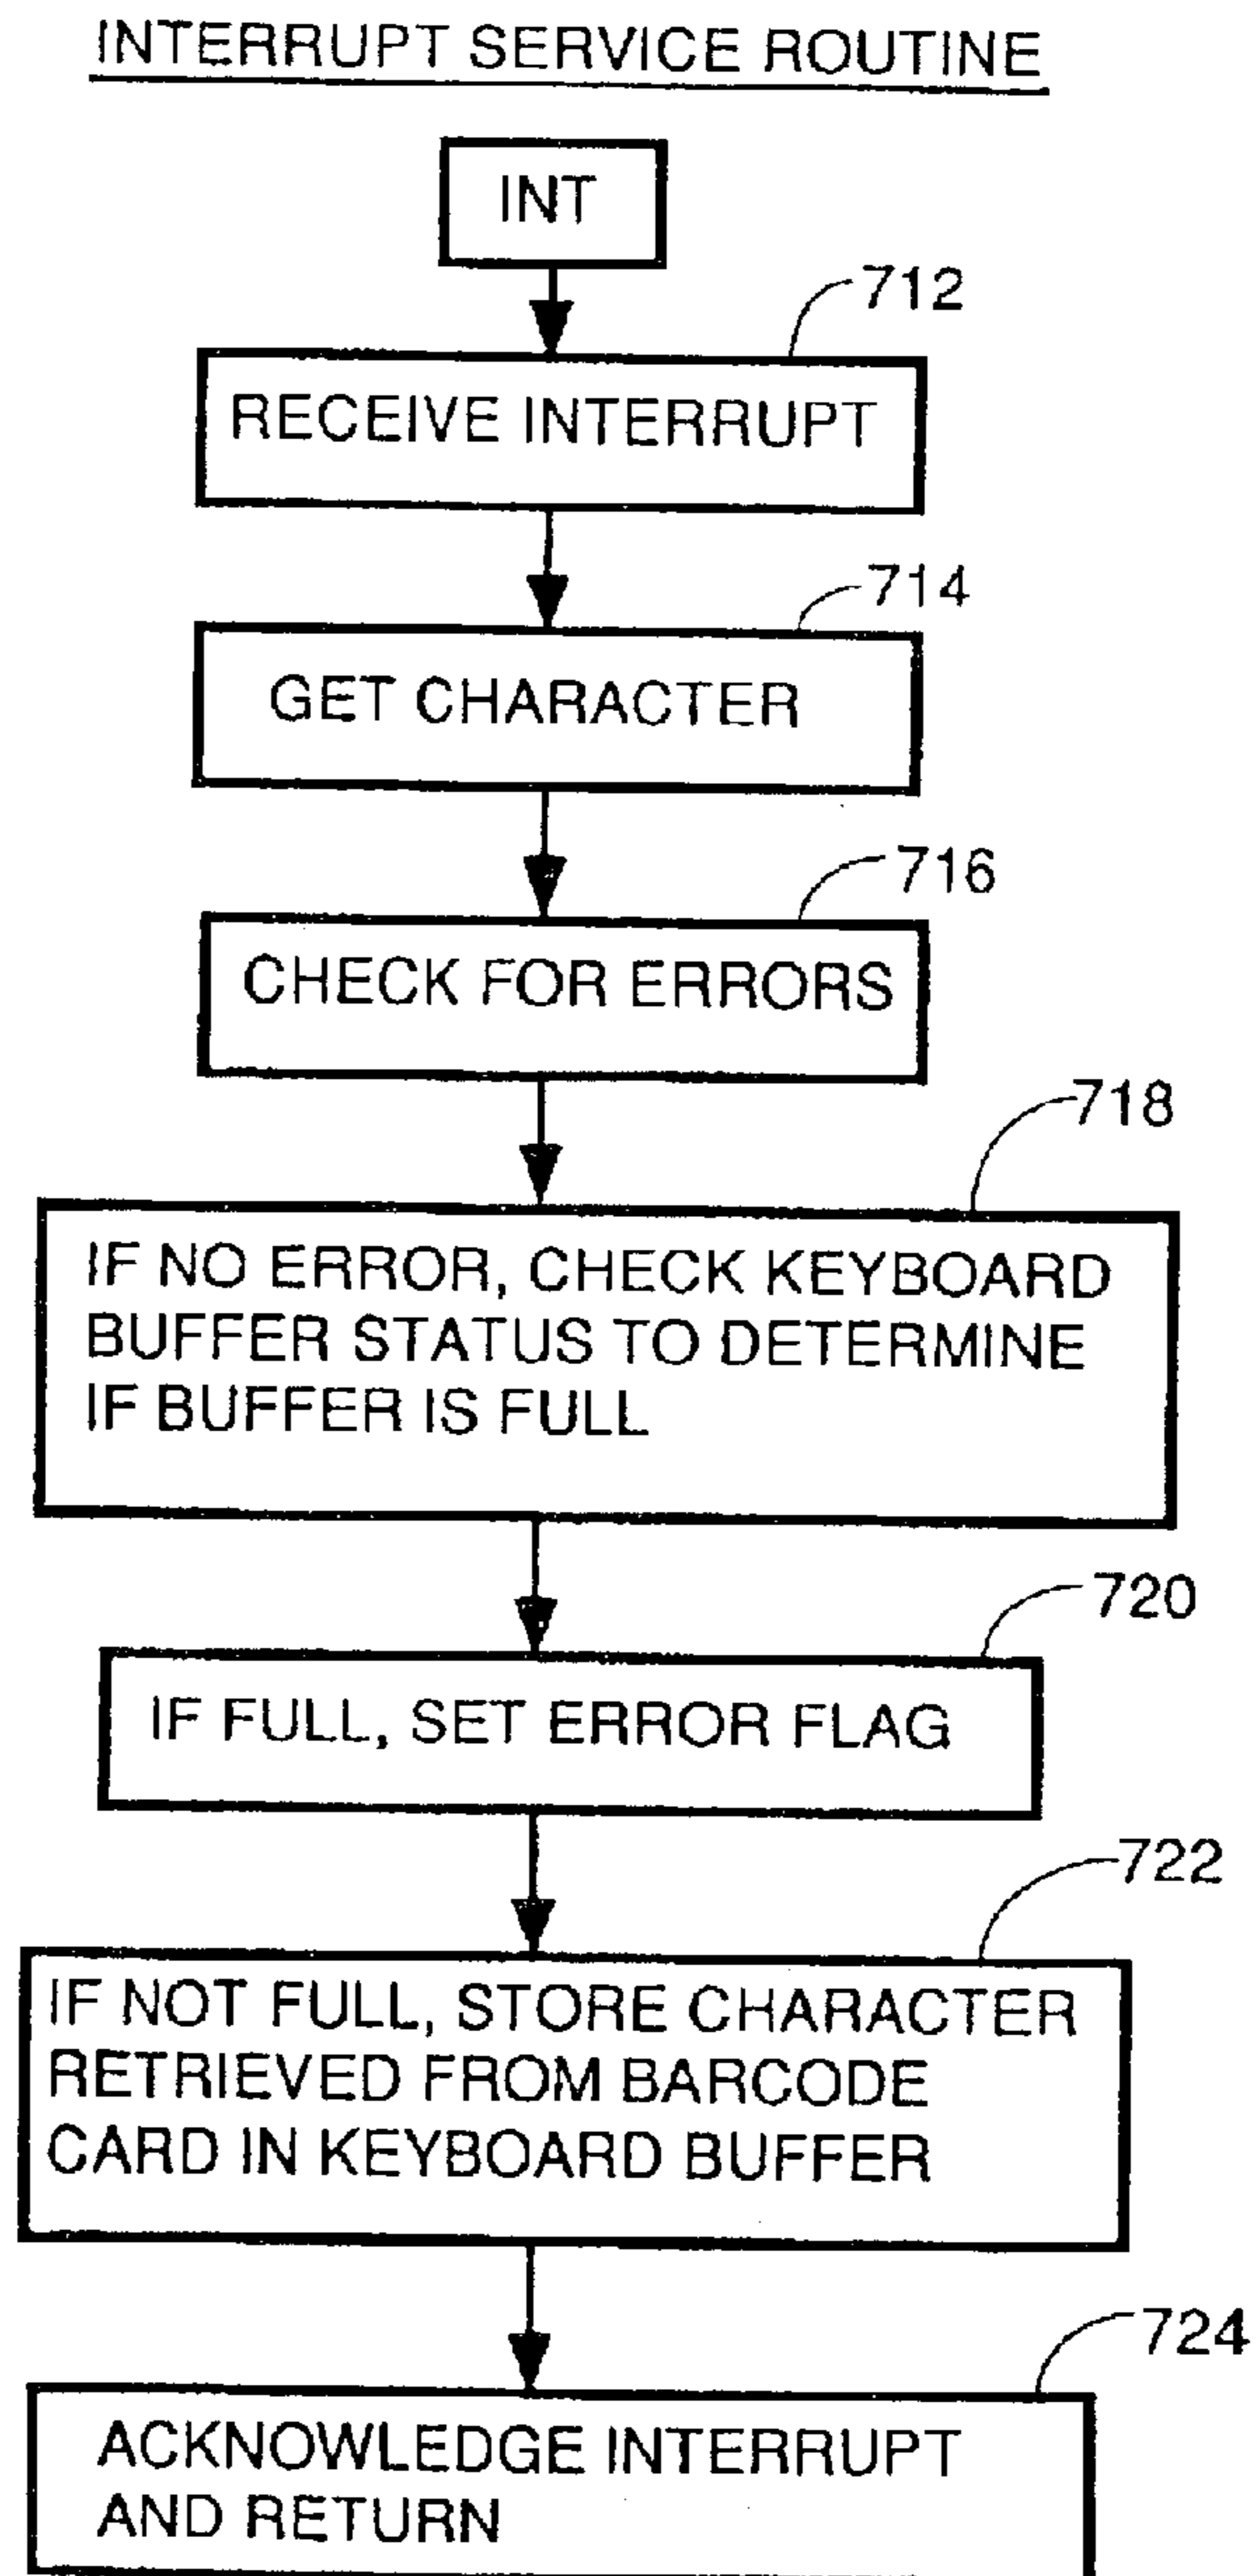 INTERRUPT SERVICE ROUTINE
INT
712
RECEIVE INTERRUPT
714
GET CHARACTER
716
CHECK FOR ERRORS
718
IF NO ERROR, CHECK KEYBOARD
BUFFER STATUS TO DETERMINE
IF BUFFER IS FULL
720
IF FULL, SET ERROR FLAG
722
IF NOT FULL, STORE CHARACTER
RETRIEVED FROM BARCODE
CARD IN KEYBOARD BUFFER
724
ACKNOWLEDGE INTERRUPT
AND RETURN